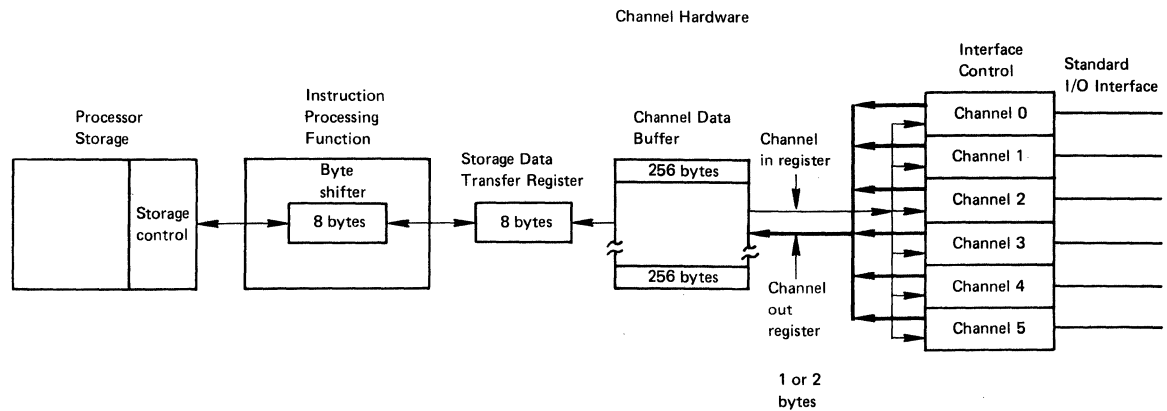 Channel Hardware
Interface
Control
Standard
I/O Interface
Instruction
Processing
Function
Processor
Storage
Channel Data
Buffer
Channel
in register
Storage Data
Transfer Register
Byte
shifter
8 bytes
Storage
control
8 bytes
256 bytes
256 bytes
Channel
out
register
1 or 2
bytes
Channel 0
Channel 1
Channel 2
Channel 3
Channel 4
Channel 5